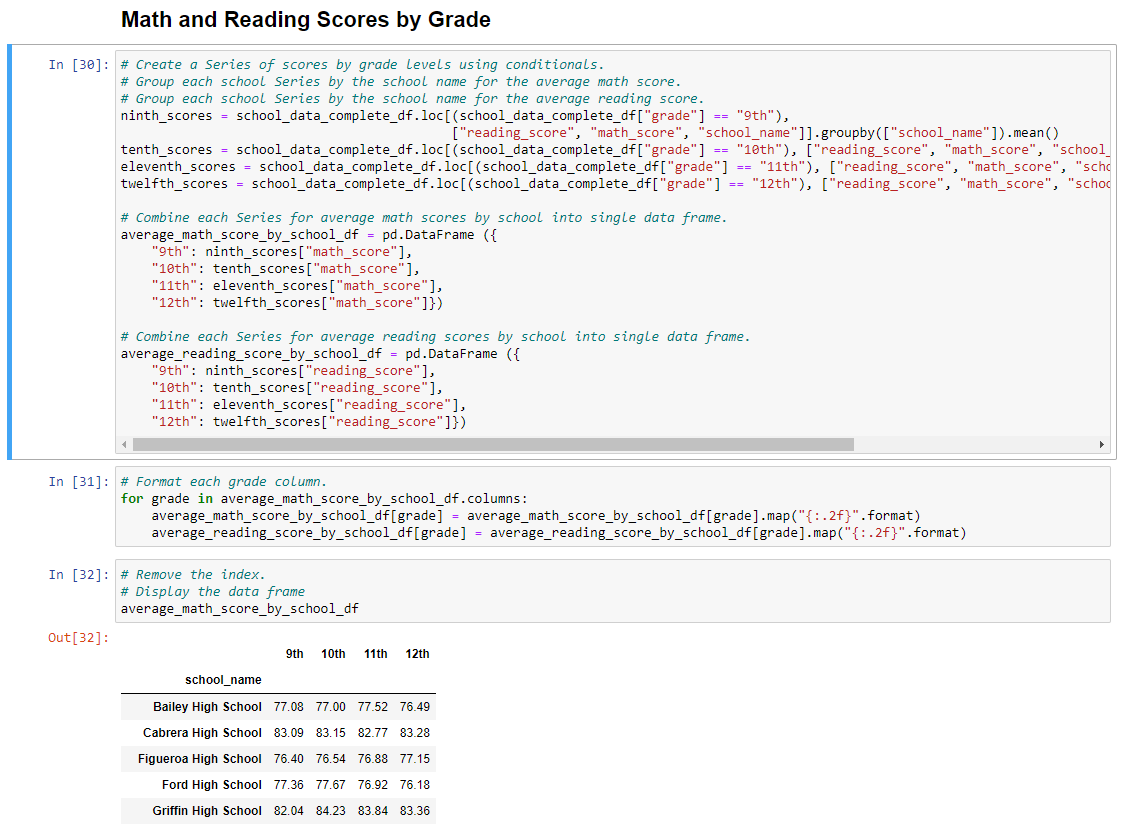 Math and Reading Scores by Grade
In [30]:
# Create a Series of scores by grade levels using conditionals.
# Group each school Series by the school name for the average math score.
# Group each school Series by the school name for the average reading score.
ninth_scores = school_data_complete_df.loc[(school_data_complete_df["grade"] == "9th"),
["reading_score", "math_score", "school_name"]].groupby(["school_name"]).mean()
tenth_scores = school_data_complete_df.loc[(school_data_complete_df["grade"] == "10th"), ["reading_score", "math_score", "school_
eleventh_scores = school_data_complete_df.loc[(school_data_complete_df["grade"] == "11th"), ["reading_score", "math_score", "scho
twelfth_scores = school_data_complete_df.loc[(school_data_complete_df["grade"] == "12th"), ["reading_score", "math_score", "schoo
# Combine each Series for average math scores by school into single data frame.
average_math_score_by_school_df = pd.DataFrame ({
"9th": ninth_scores["math_score"],
"10th": tenth_scores["math_score"],
"11th": eleventh_scores["math_score"],
"12th": twelfth_scores["math_score"]})
# Combine each Series for average reading scores by school into single data frame.
average_reading_score_by_school_df = pd.DataFrame ({
"9th": ninth_scores["reading_score"],
"10th": tenth_scores["reading_score"],
"11th": eleventh_scores["reading_score"],
"12th": twelfth_scores["reading_score"]})
In [31]:
# Format each grade column.
for grade in average_math_score_by_school_df.columns:
average_math_score_by_school_df[grade] = average_math_score_by_school_df[grade].map("{:.2f}".format)
average_reading_score_by_school_df[grade] = average_reading_score_by_school_df[grade].map("{:.2f}".format)
In [32]:
# Remove the index.
# Display the data frame
average_math_score_by_school_df
Out[32]:
9th 10th 11th 12th
school_name
Bailey High School 77.08 77.00 77.52 76.49
Cabrera High School 83.09 83.15 82.77 83.28
Figueroa High School 76.40 76.54 76.88 77.15
Ford High School 77.36 77.67 76.92 76.18
Griffin High School 82.04 84.23 83.84 83.36